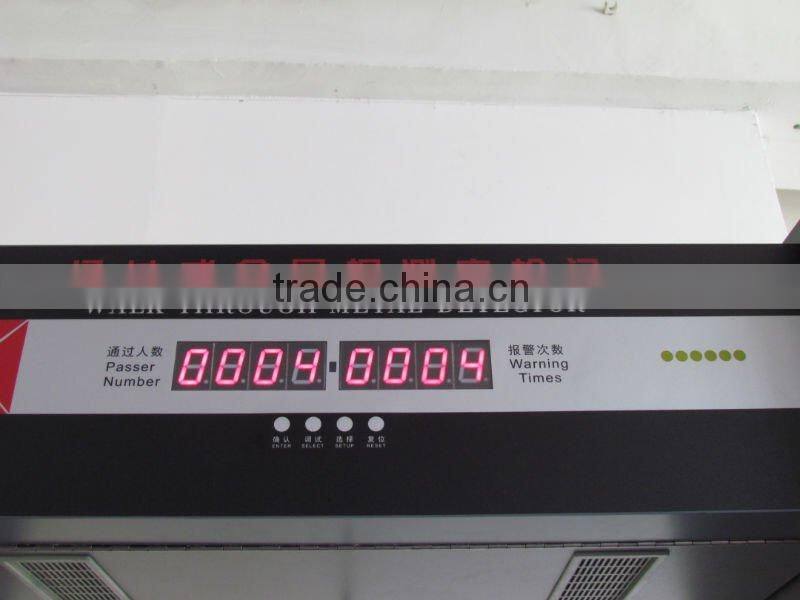 WALK THROUGH METAL DETECTOR
trade.china.cn
通过人数
Passer
Number
0004 0004
报警次数
Warning
Times
确认 调试 选择 复位
ENTER SELECT SETUP RESET